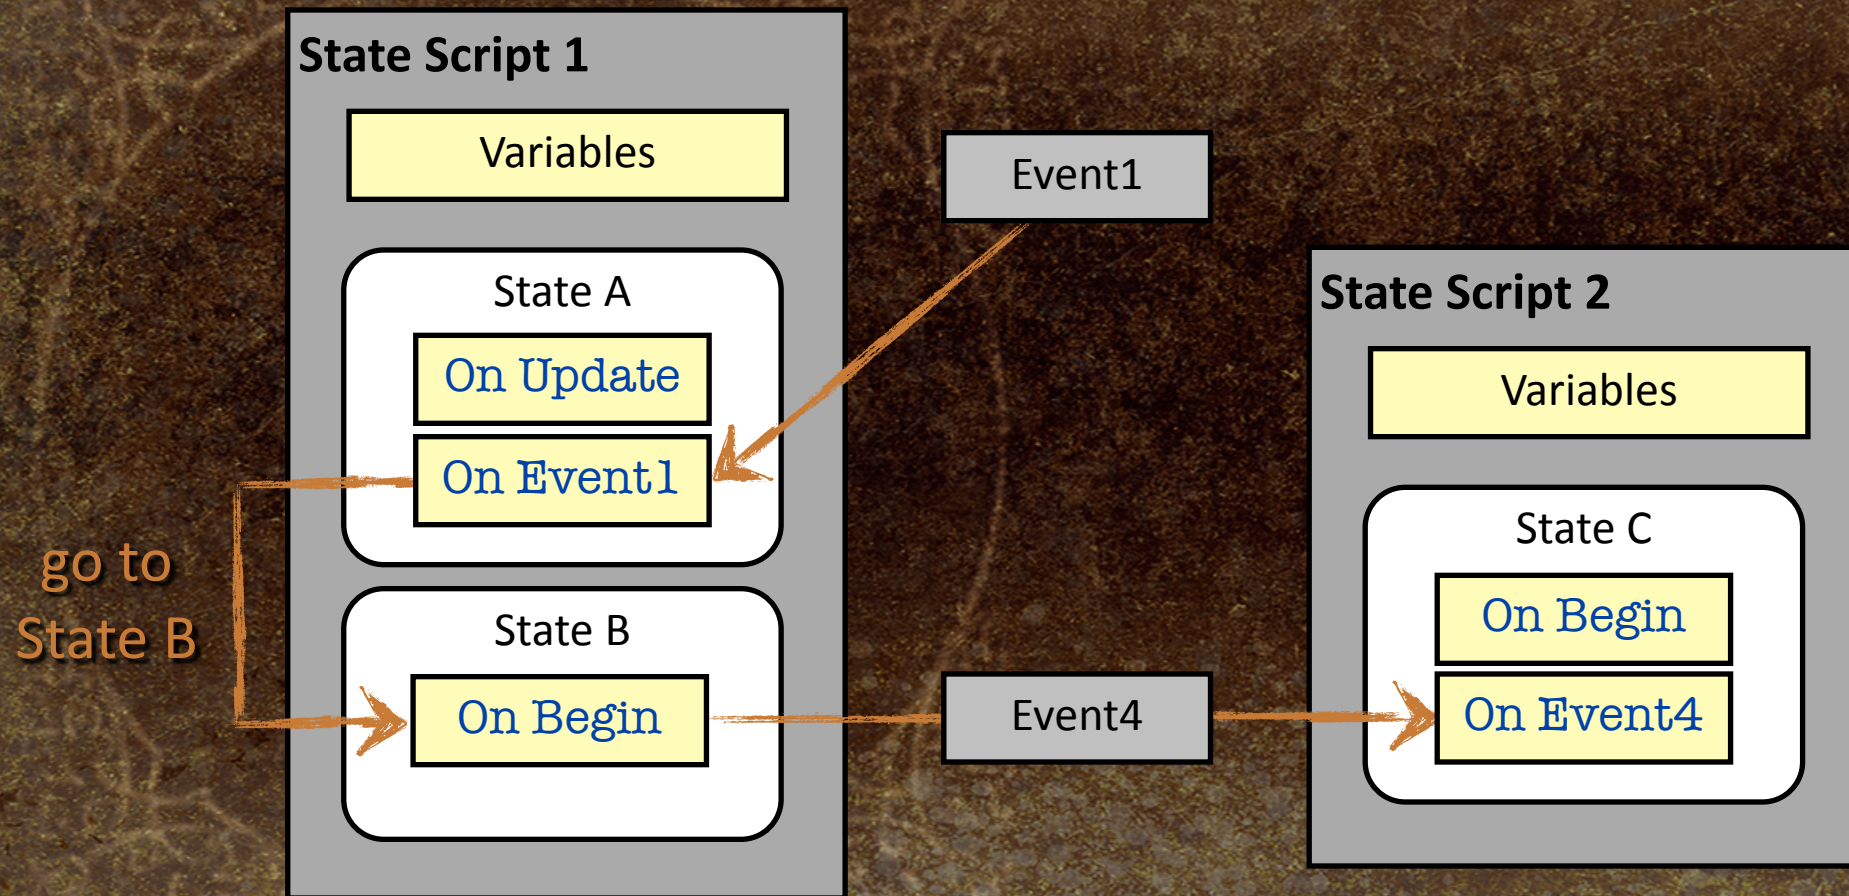 State Script 1
Variables
State A
On Update
On Event1
go to
State B
State B
On Begin
Event1
Event4
State Script 2
Variables
State C
On Begin
On Event4